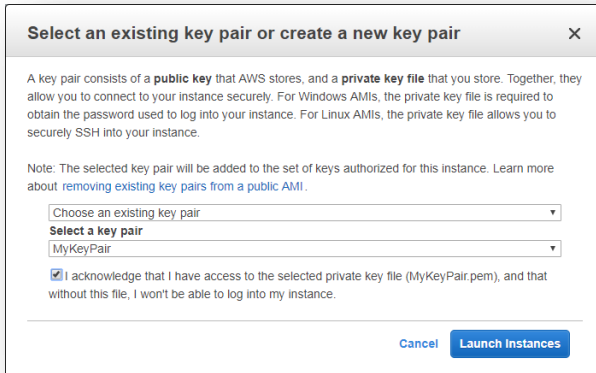 Select an existing key pair or create a new key pair
A key pair consists of a public key that AWS stores, and a private key file that you store. Together, they
allow you to connect to your instance securely. For Windows AMIs, the private key file is required to
obtain the password used to log into your instance. For Linux AMIs, the private key file allows you to
securely SSH into your instance.
Note: The selected key pair will be added to the set of keys authorized for this instance. Learn more
about removing existing key pairs from a public AMI.
Choose an existing key pair
Select a key pair
MyKeyPair
I acknowledge that I have access to the selected private key file (MyKeyPair.pem), and that
without this file, I won't be able to log into my instance.
Cancel Launch Instances